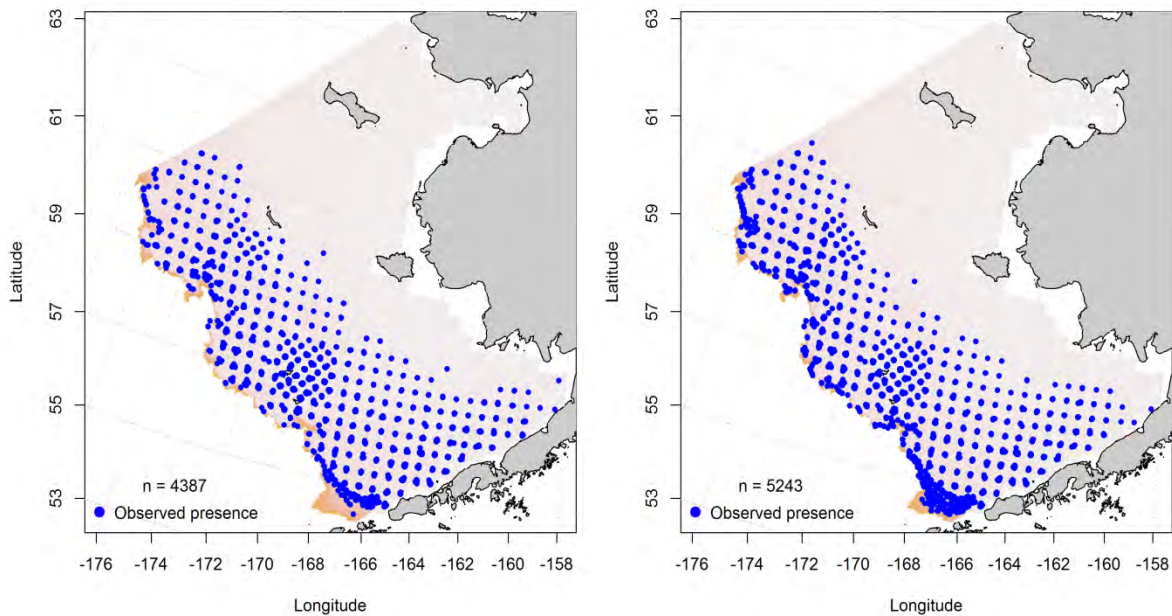 63
61
59
57
55
53
Latitude
n = 4387
Observed presence
-176 -174 -172 -170 -168 -166 -164 -162 -160 -158
Longitude
63
61
59
57
55
53
Latitude
n = 5243
Observed presence
-176 -174 -172 -170 -168 -166 -164 -162 -160 -158
Longitude